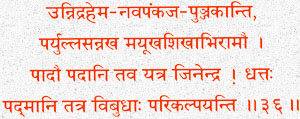 उन्निद्रहेम-नवपंकज-पुञ्जकान्ति,
पर्युल्लसन्नख मयूखशिखाभिरामौ ।
पादौ पदानि तव यत्र जिनेन्द्र ! धत्तः
पद्मानि तत्र विबुधाः परिकल्पयन्ति ॥३६॥